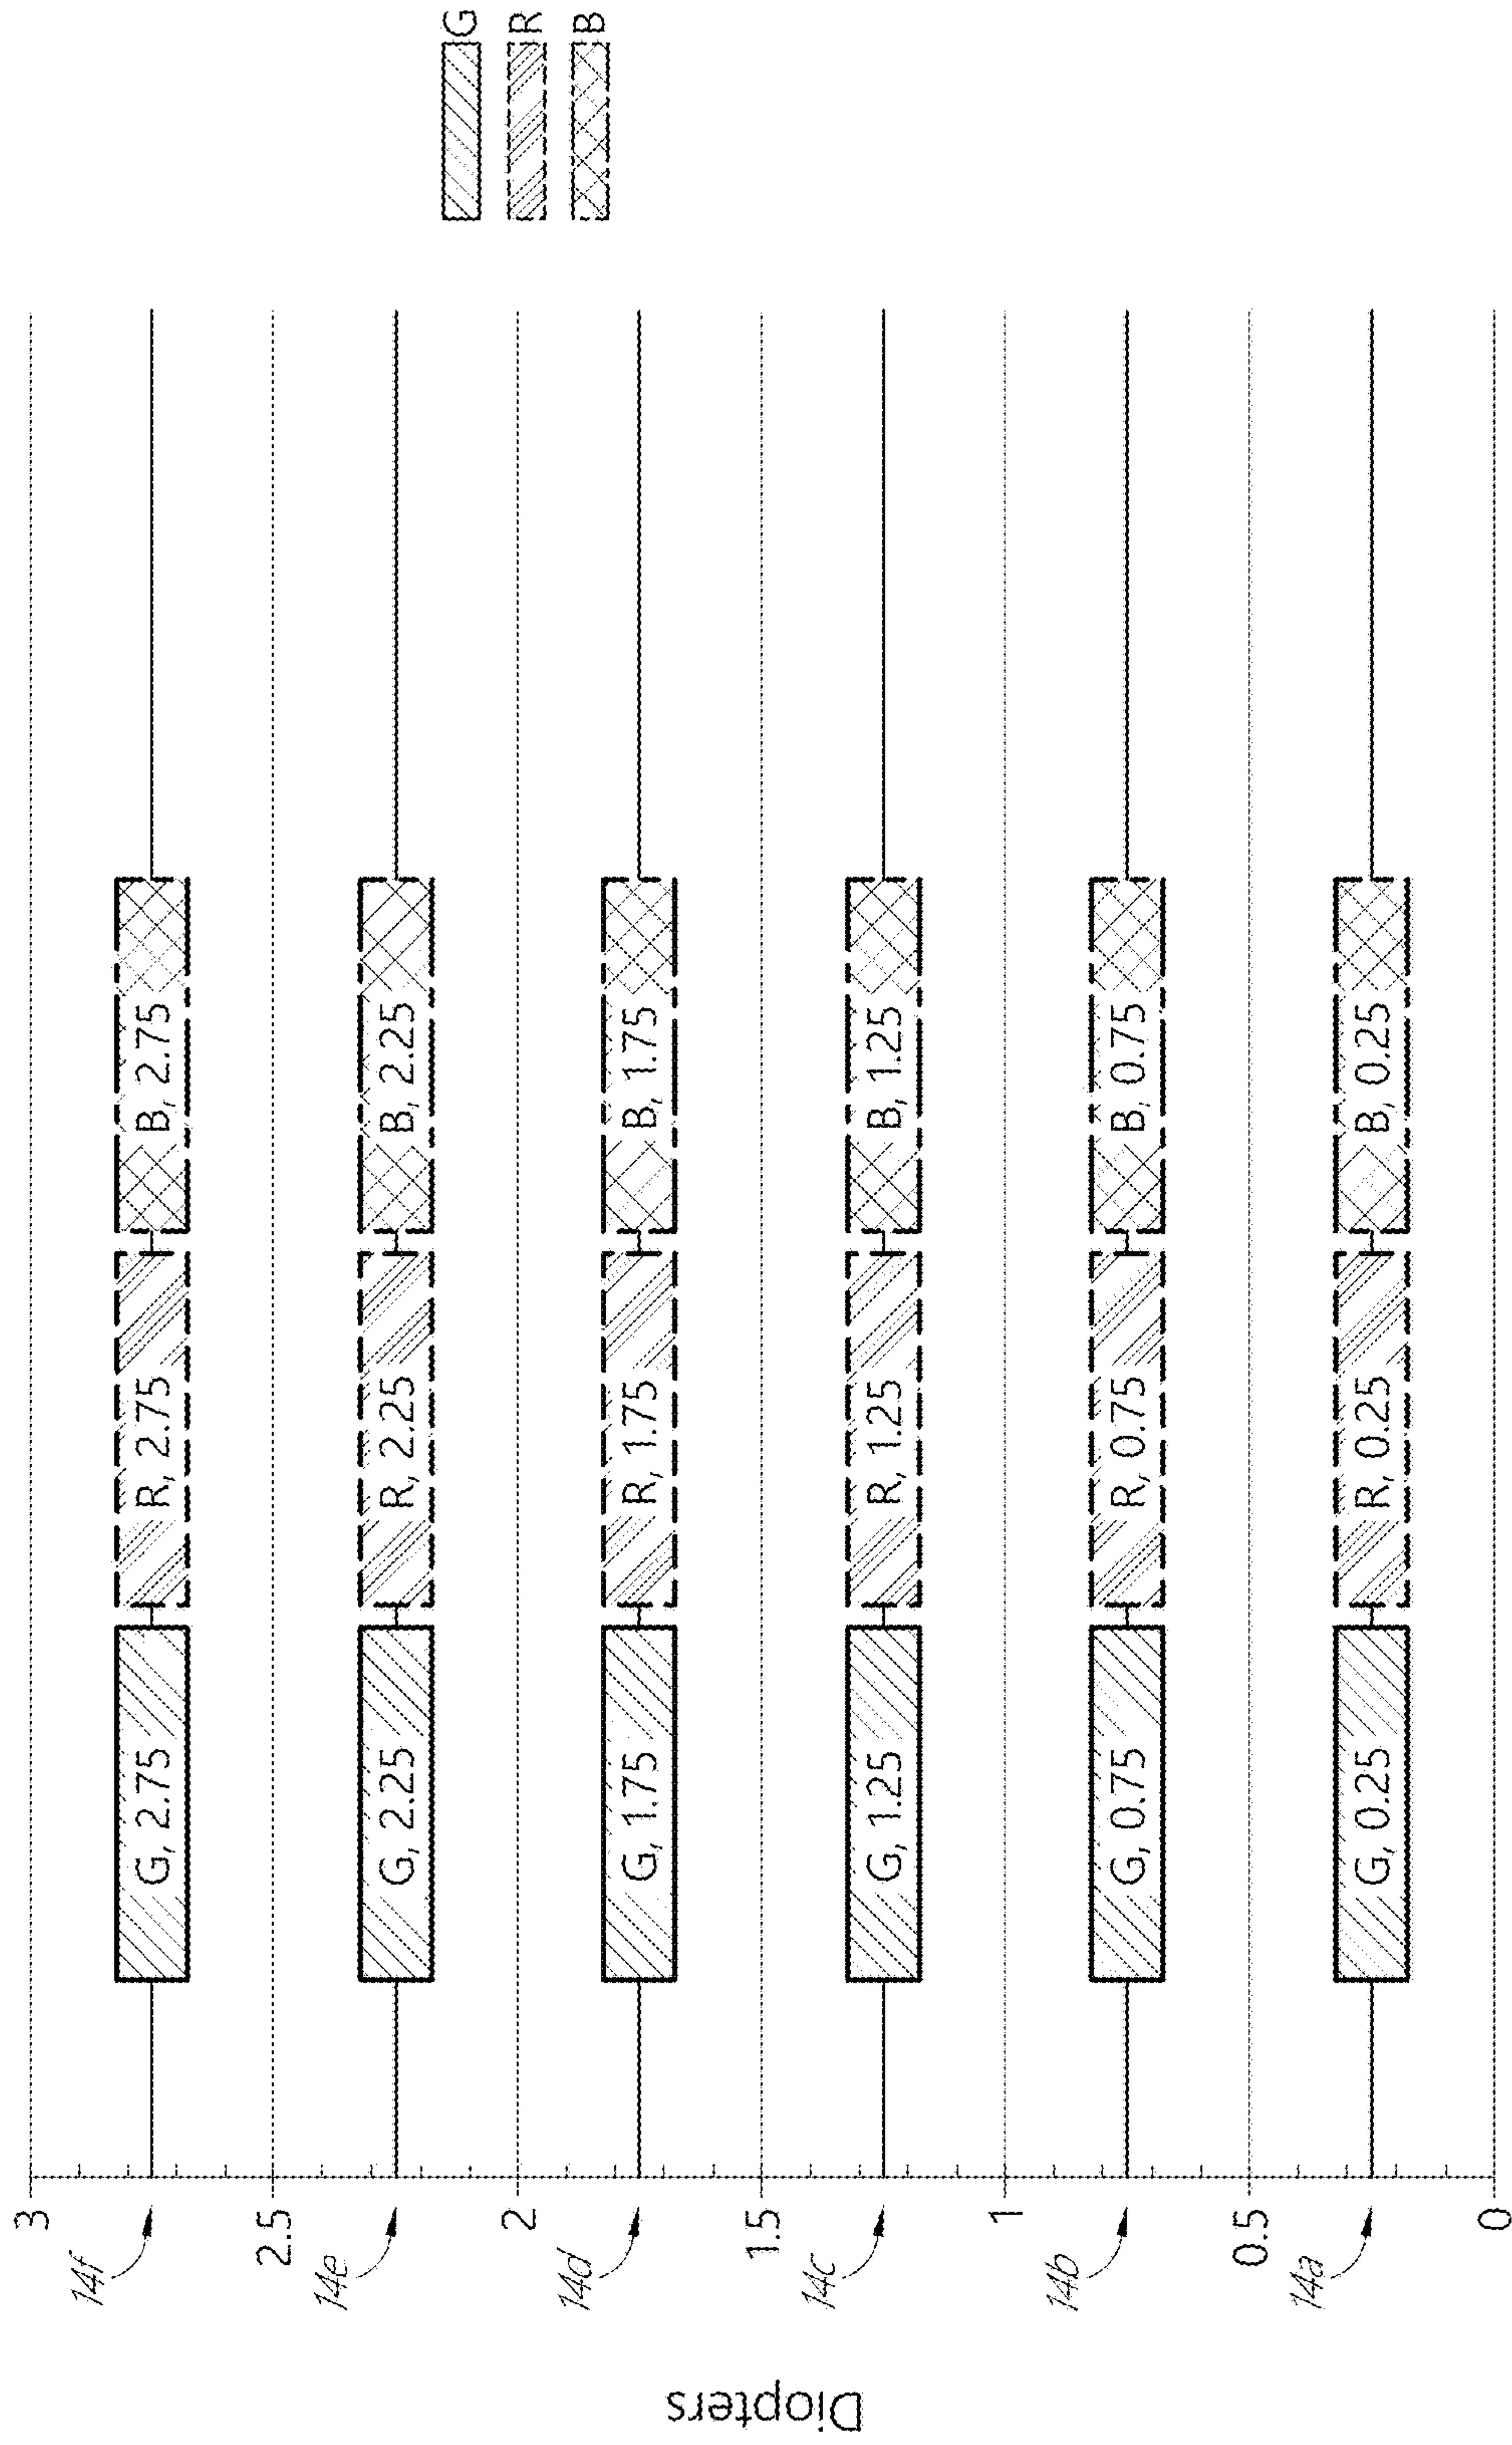 Diopters
3
14f
G, 2.75
R, 2.75
B, 2.75
2.5
14e
G, 2.25
R, 2.25
B, 2.25
2
14d
G, 1.75
R, 1.75
B, 1.75
1.5
14c
G, 1.25
R, 1.25
B, 1.25
1
14b
G, 0.75
R, 0.75
B, 0.75
0.5
14a
G, 0.25
R, 0.25
B, 0.25
0
G
R
B